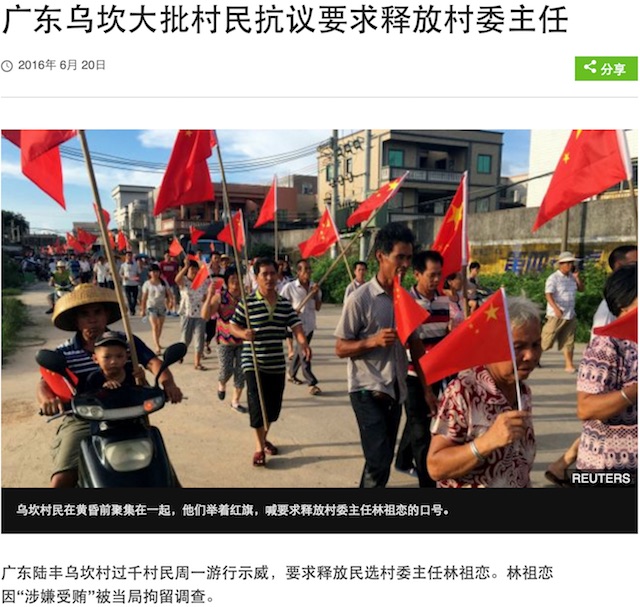 广东乌坎大批村民抗议要求释放村委主任
2016年 6月 20日
分享
REUTERS
乌坎村民在黄昏前聚集在一起，他们举着红旗，喊要求释放村委主任林祖恋的口号。
广东陆丰乌坎村过千村民周一游行示威，要求释放民选村委主任林祖恋。林祖恋
因“涉嫌受贿”被当局拘留调查。